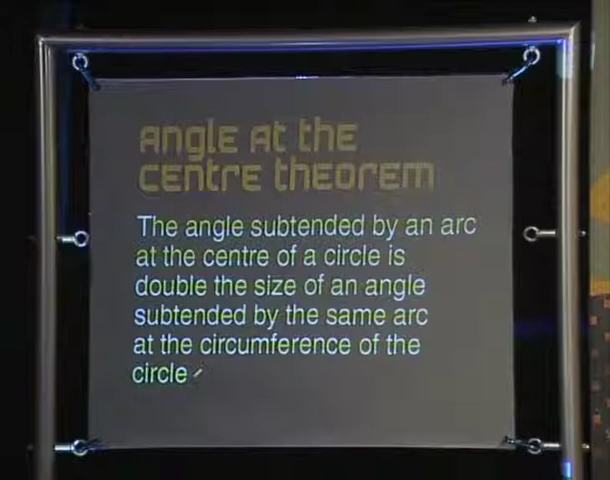 Angle at the
centre theorem
The angle subtended by an arc
at the centre of a circle is
double the size of an angle
subtended by the same arc
at the circumference of the
circle